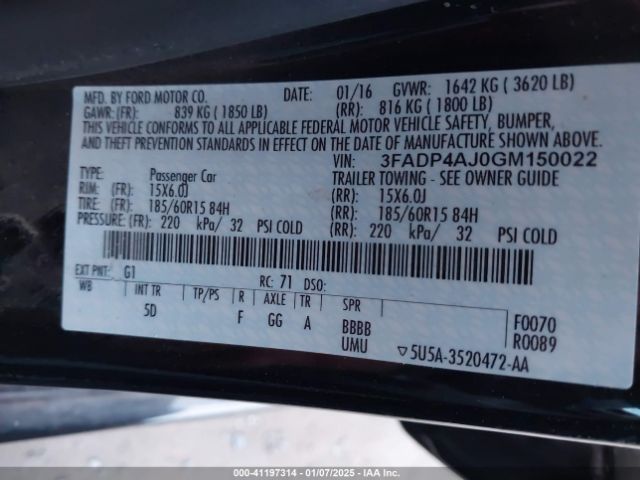 MFD. BY FORD MOTOR CO. DATE: 01/16 GVWR: 1642 KG ( 3620 LB)
GAWR: (FR): 839 KG ( 1850 LB) (RR): 816 KG ( 1800 LB)
THIS VEHICLE CONFORMS TO ALL APPLICABLE FEDERAL MOTOR VEHICLE SAFETY, BUMPER,
AND THEFT PREVENTION STANDARDS IN EFFECT ON THE DATE OF MANUFACTURE SHOWN ABOVE.
VIN: 3FADP4AJ0GM150022
TYPE: Passenger Car TRAILER TOWING - SEE OWNER GUIDE
RIM: (FR) 15X6.0J (RR): 15X6.0J
TIRE: (FR): 185/60R15 84H (RR): 185/60R15 84H
PRESSURE: (FR): 220 kPa/ 32 PSI COLD (RR): 220 kPa/ 32 PSI COLD
EXT PNT: G1 RC: 71 DSO:
WB INT TR TP/PS R AXLE TR SPR
5D F GG A BBBB F0070
UMU R0089
▽5U5A-3520472-AA
000-41197314 - 01/07/2025 - IAA Inc.